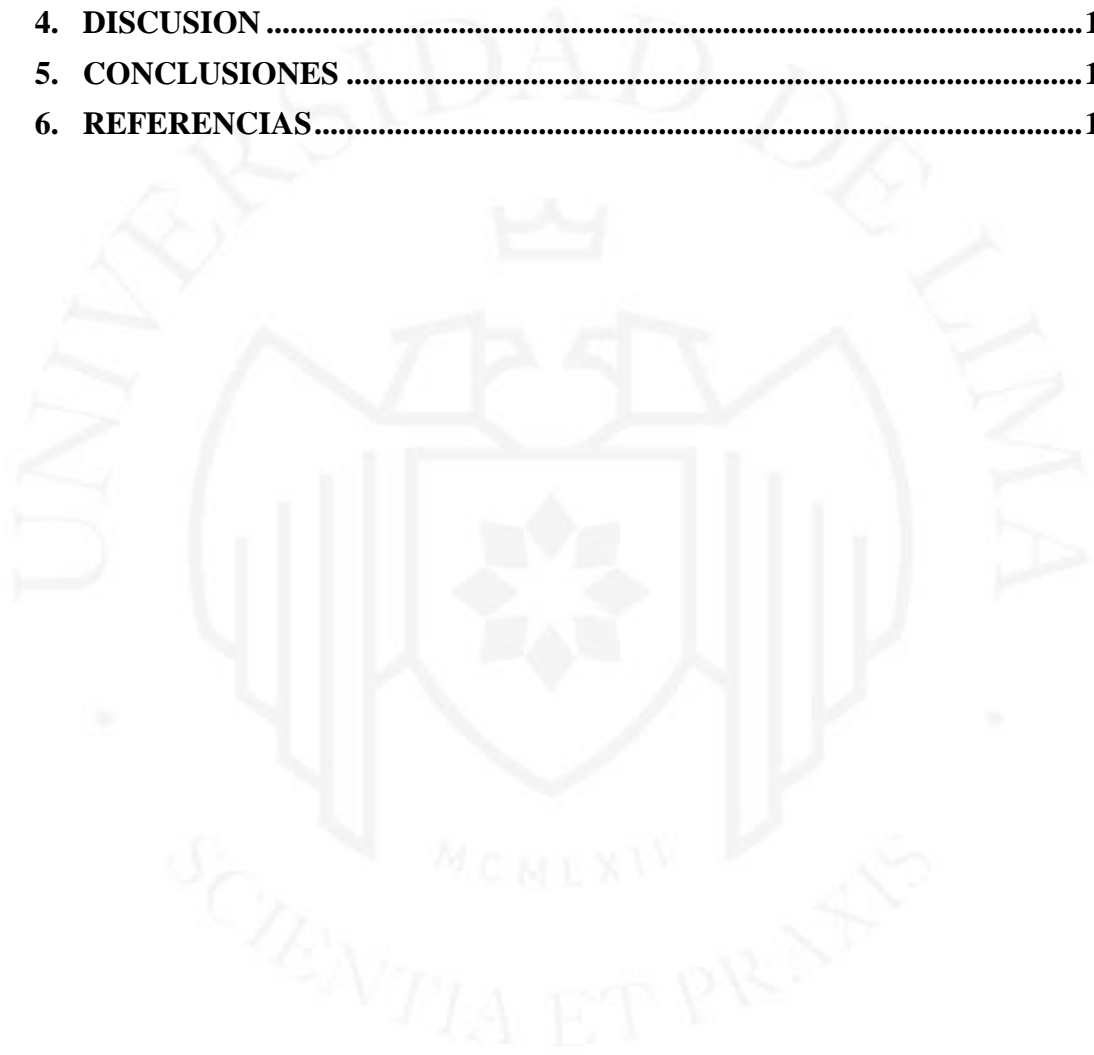 4. DISCUSION ........................................................................................................1
5. CONCLUSIONES ..............................................................................................1
6. REFERENCIAS..................................................................................................1
UNIVERSIDAD DE LIMA
MCMLXII
SCIENTIA ET PRAXIS